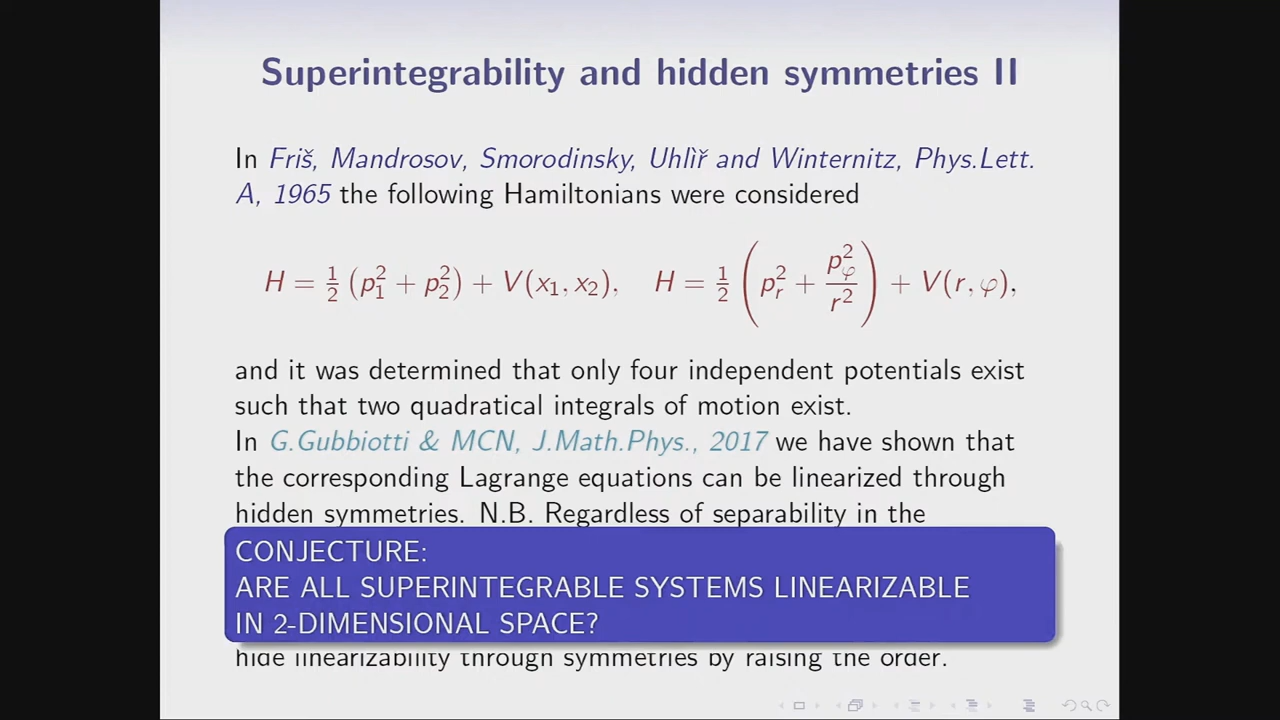 Superintegrability and hidden symmetries II
In Friš, Mandrosov, Smorodinsky, Uhlìř and Winternitz, Phys.Lett.
A, 1965 the following Hamiltonians were considered
H = ½ (p₁² + p₂²) + V(x₁, x₂),   H = ½ (p_r² + p_φ²/r²) + V(r, φ),
and it was determined that only four independent potentials exist
such that two quadratical integrals of motion exist.
In G.Gubbiotti & MCN, J.Math.Phys., 2017 we have shown that
the corresponding Lagrange equations can be linearized through
hidden symmetries. N.B. Regardless of separability in the
CONJECTURE:
ARE ALL SUPERINTEGRABLE SYSTEMS LINEARIZABLE
IN 2-DIMENSIONAL SPACE?
hide linearizability through symmetries by raising the order.